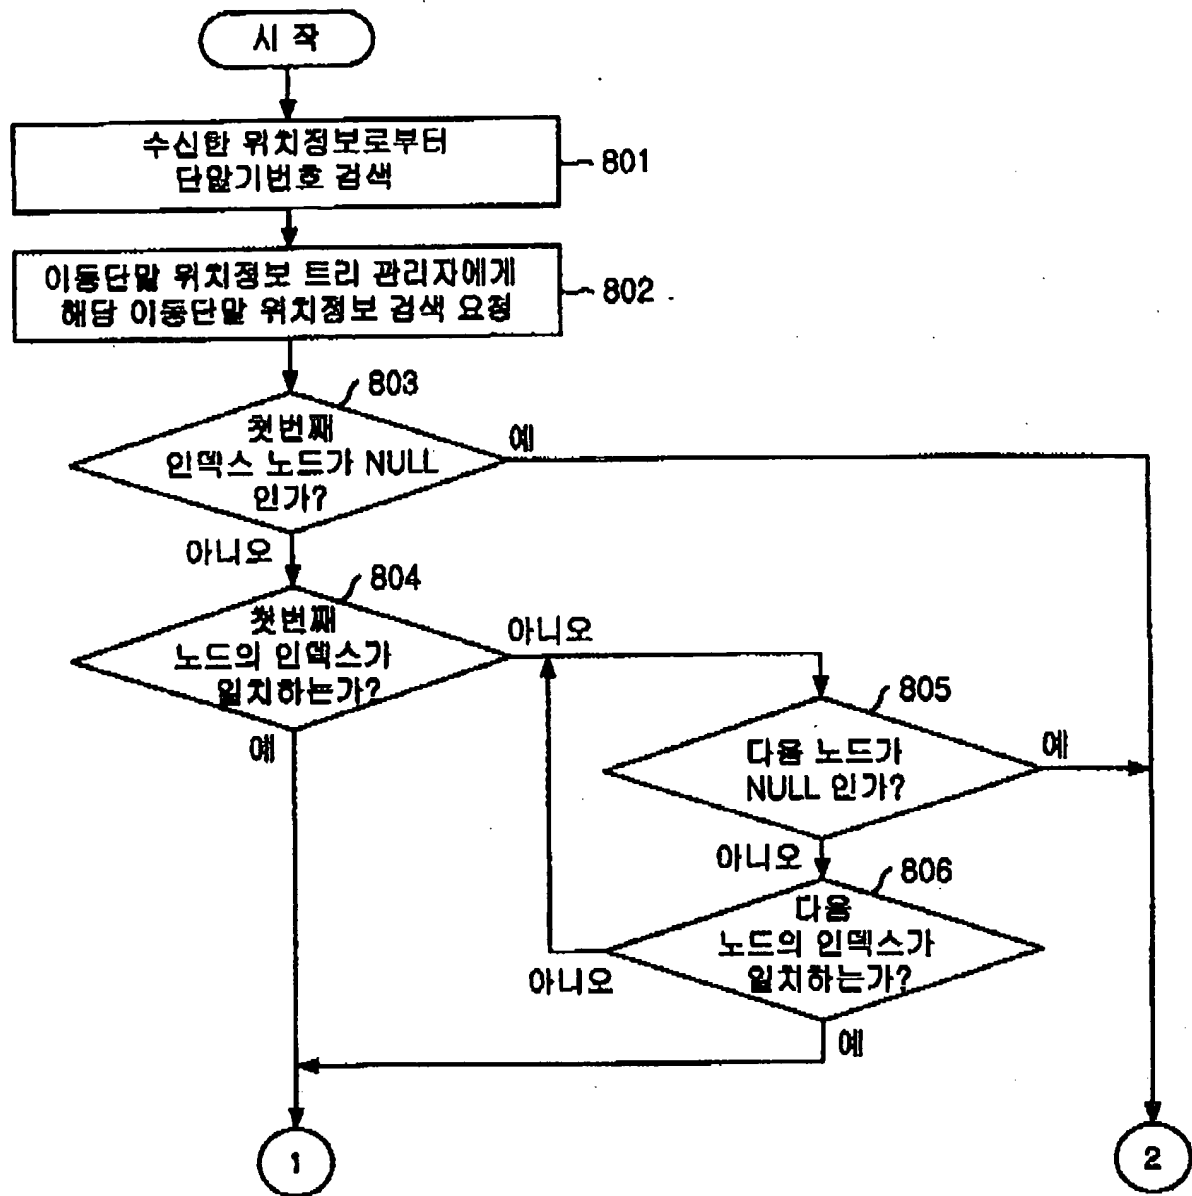 시 작
수신한 위치정보로부터
단말기번호 검색
801
이동단말 위치정보 트리 관리자에게
해당 이동단말 위치정보 검색 요청
802
803
첫번째
인덱스 노드가 NULL
인가?
예
아니오
804
첫번째
노드의 인덱스가
일치하는가?
아니오
예
805
다음 노드가
NULL 인가?
예
아니오
806
다음
노드의 인덱스가
일치하는가?
아니오
예
1
2